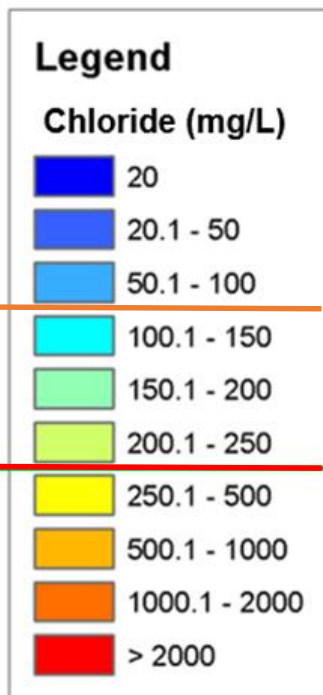 Legend
Chloride (mg/L)
20
20.1 - 50
50.1 - 100
100.1 - 150
150.1 - 200
200.1 - 250
250.1 - 500
500.1 - 1000
1000.1 - 2000
> 2000